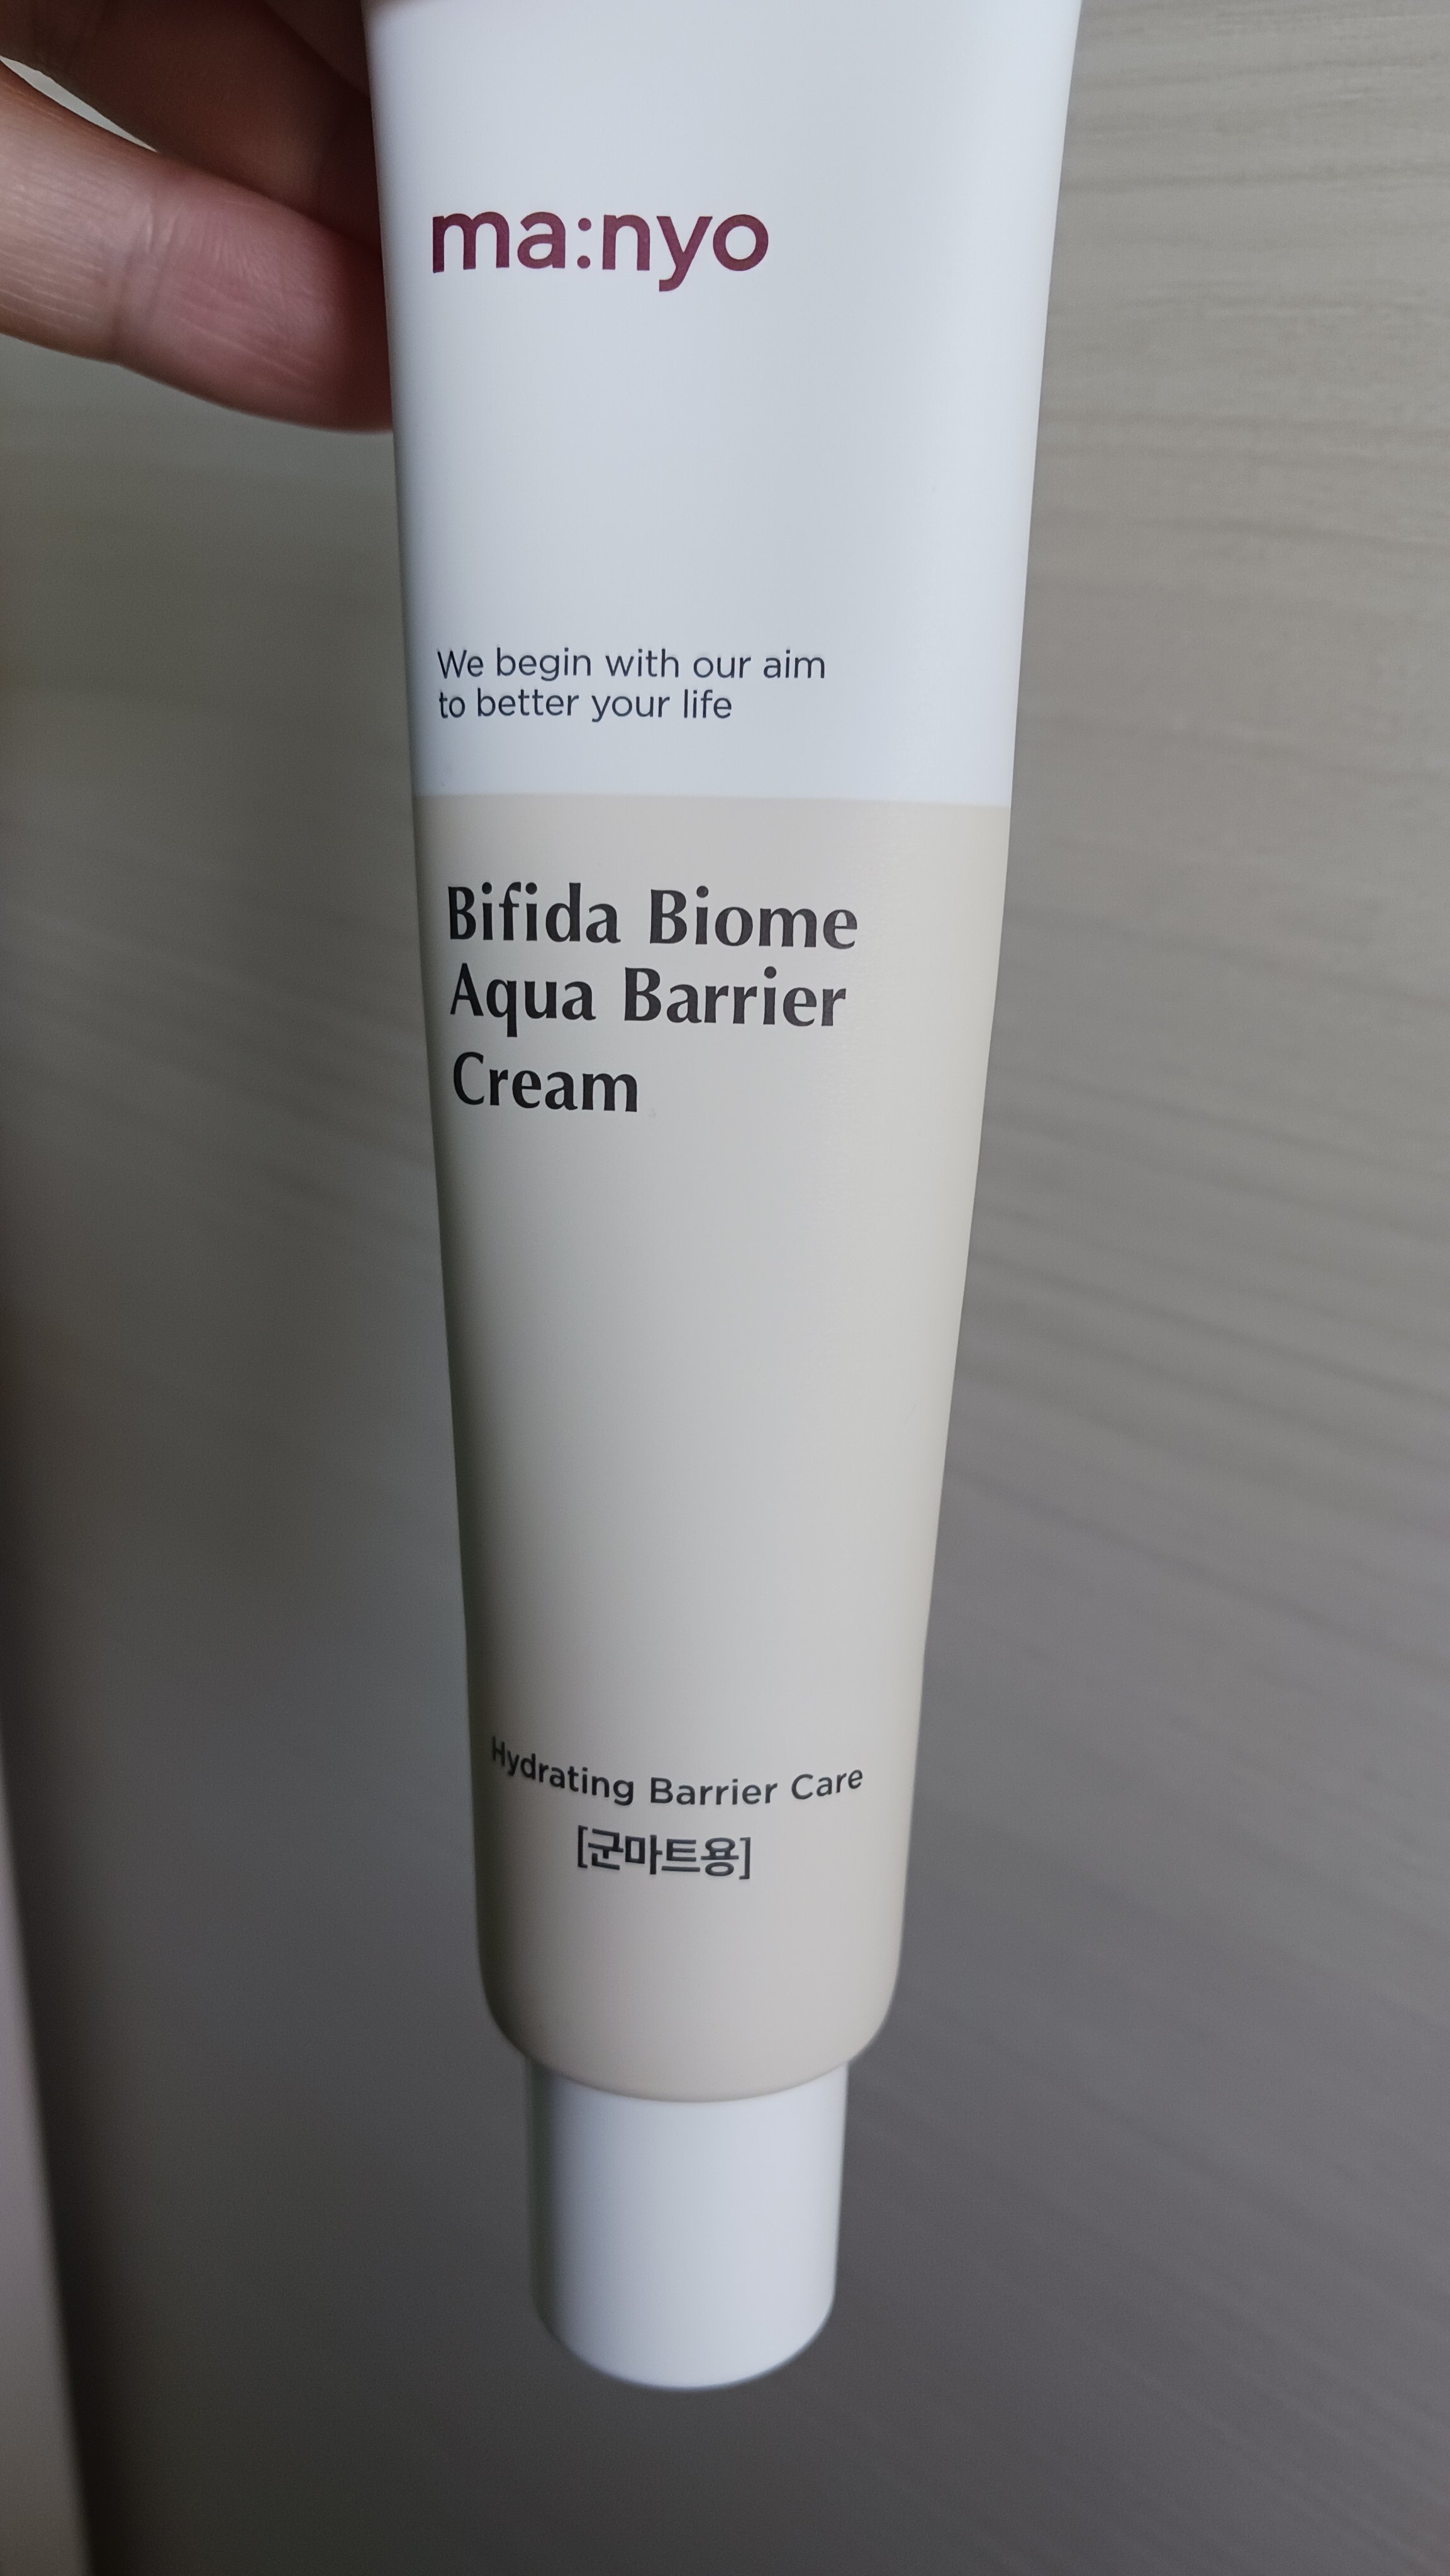 ma:nyo
We begin with our aim
to better your life
Bifida Biome
Aqua Barrier
Cream
Hydrating Barrier Care
[군마트용]